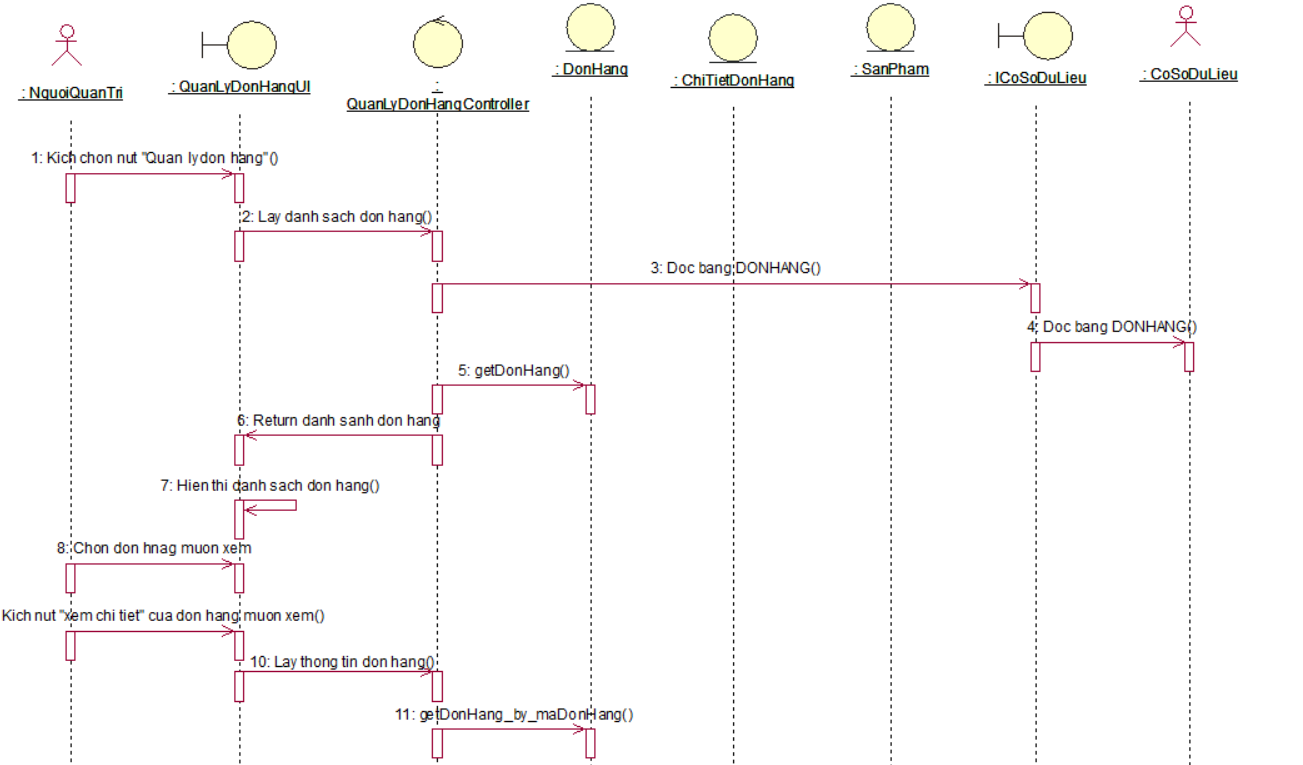 : NguoiQuanTri
: QuanLyDonHangUI
:
QuanLyDonHangController
: DonHang
: ChiTietDonHang
: SanPham
: ICoSoDuLieu
: CoSoDuLieu
1: Kich chon nut "Quan ly don hang"()
2: Lay danh sach don hang()
3: Doc bang DONHANG()
4: Doc bang DONHANG()
5: getDonHang()
6: Return danh sanh don hang
7: Hien thi danh sach don hang()
8: Chon don hnag muon xem
Kich nut "xem chi tiet" cua don hang muon xem()
10: Lay thong tin don hang()
11: getDonHang_by_maDonHang()